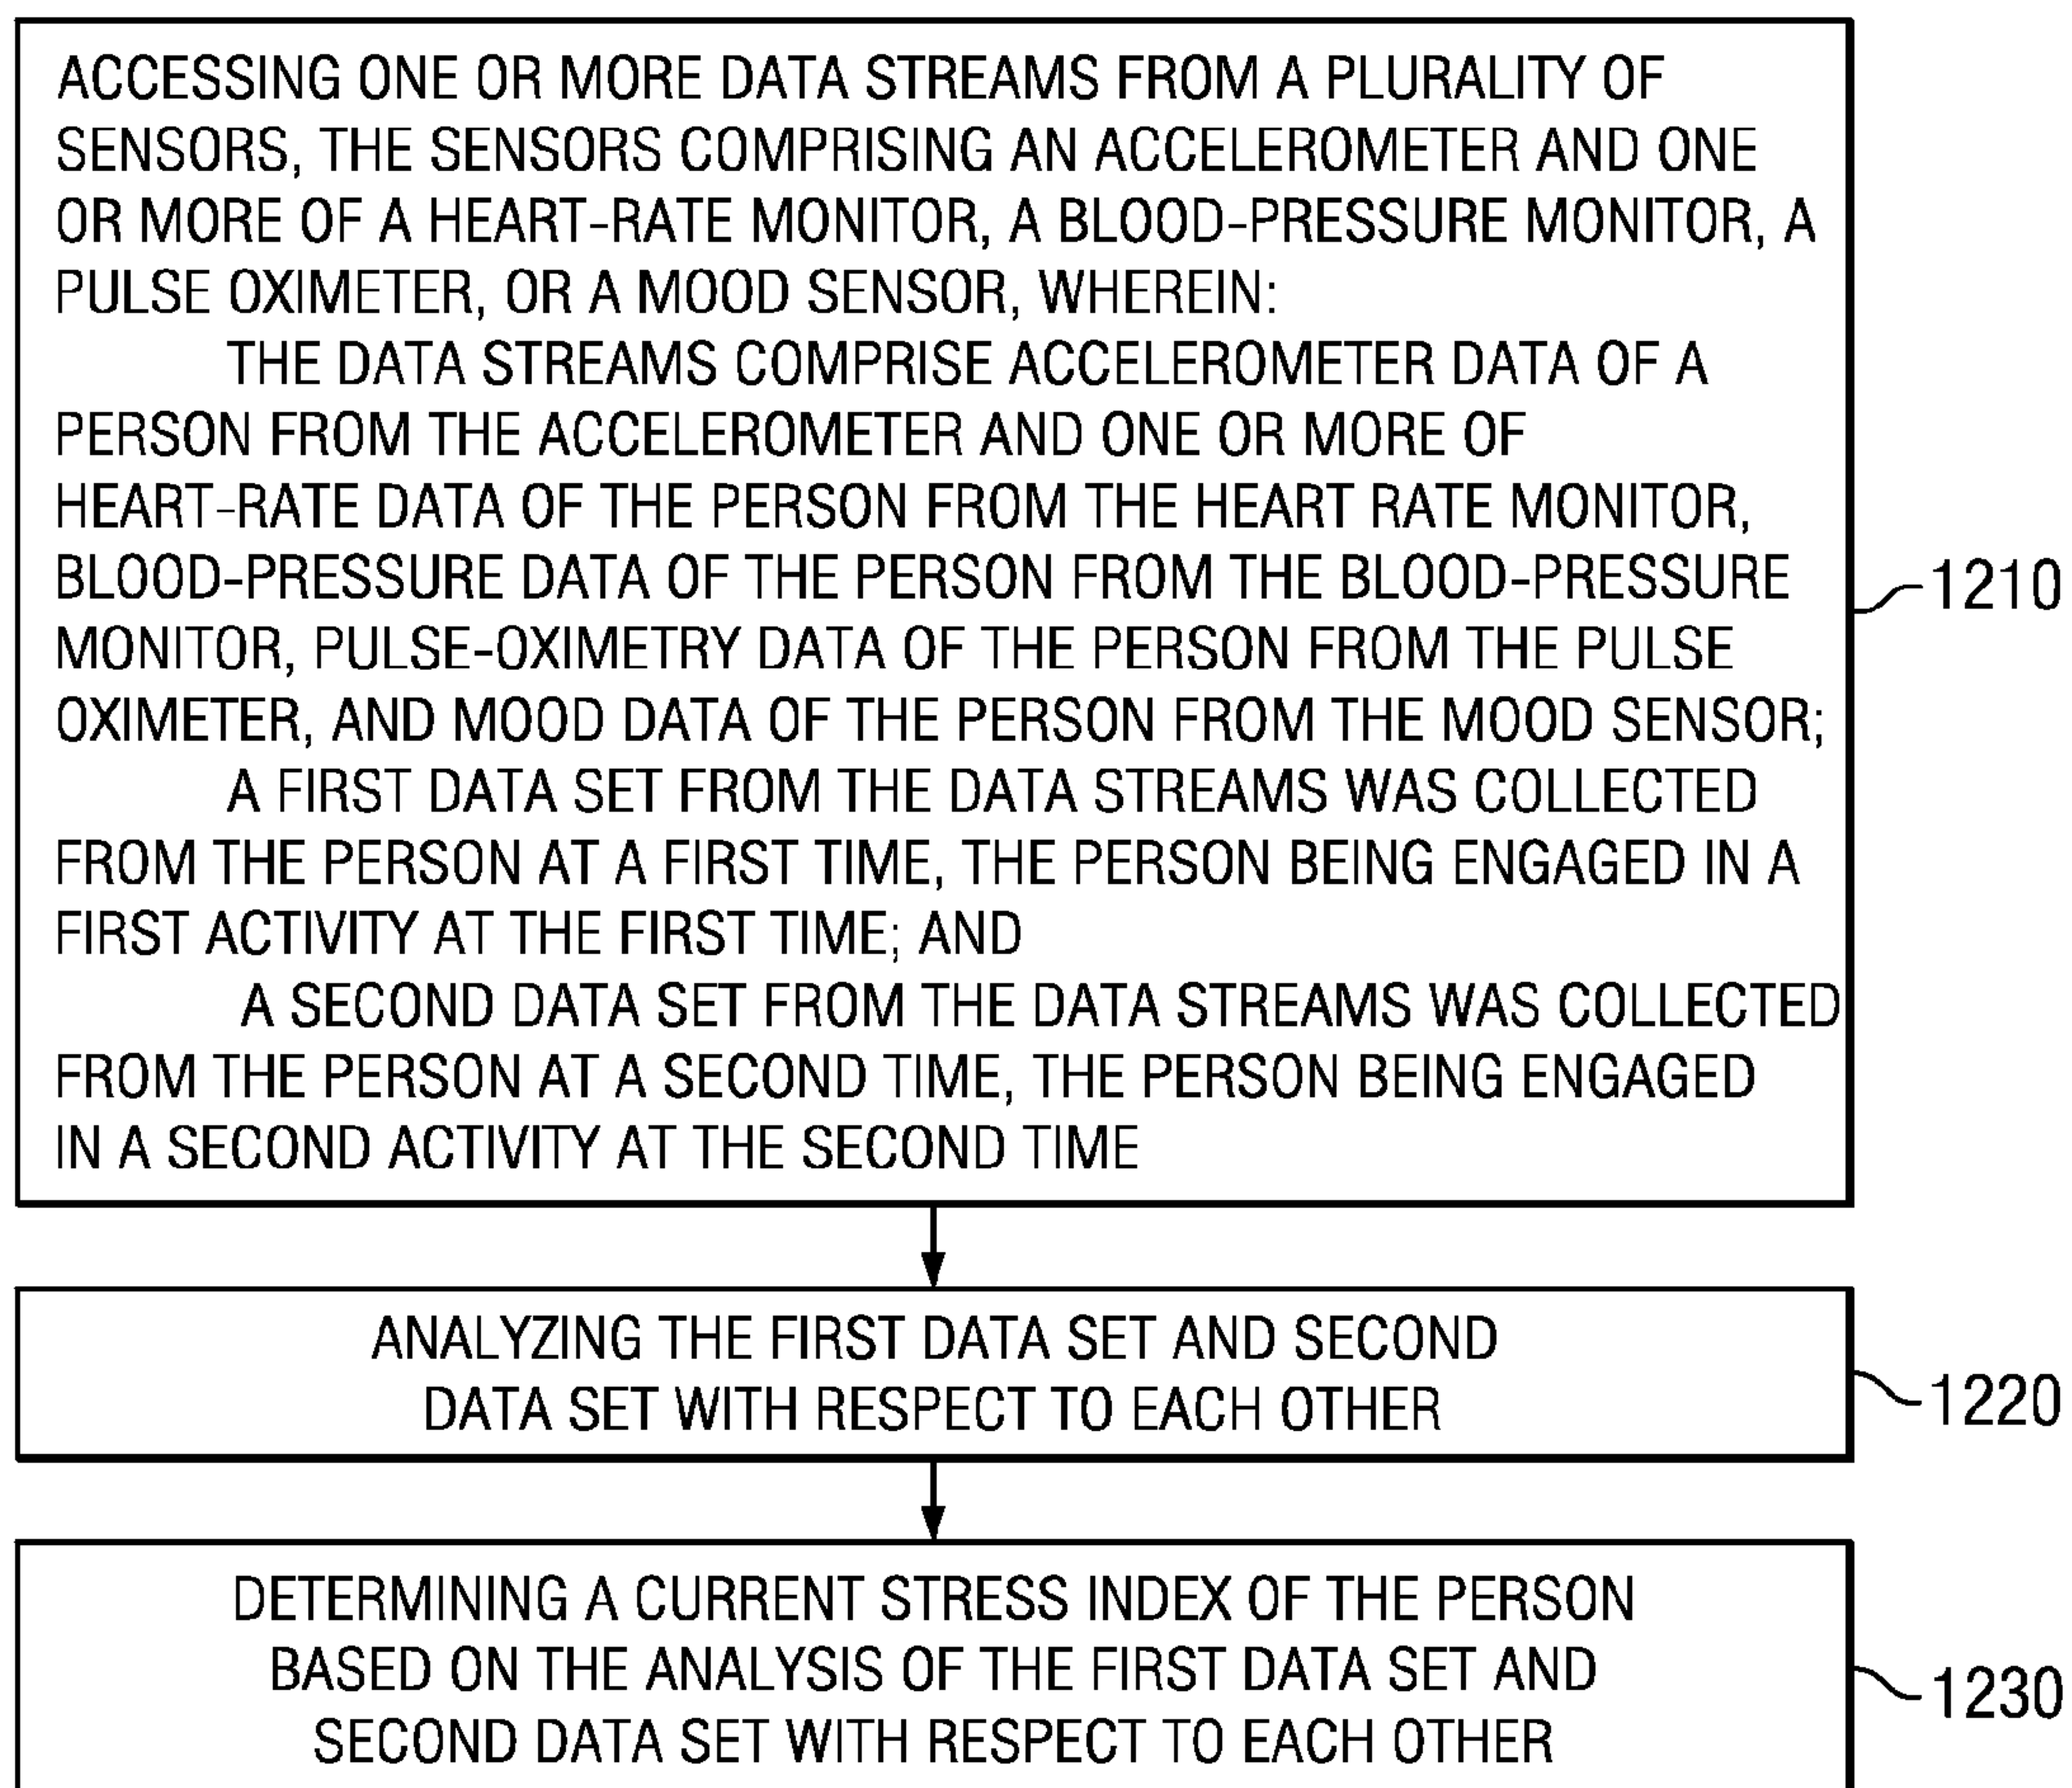 ACCESSING ONE OR MORE DATA STREAMS FROM A PLURALITY OF
SENSORS, THE SENSORS COMPRISING AN ACCELEROMETER AND ONE
OR MORE OF A HEART-RATE MONITOR, A BLOOD-PRESSURE MONITOR, A
PULSE OXIMETER, OR A MOOD SENSOR, WHEREIN:
THE DATA STREAMS COMPRISE ACCELEROMETER DATA OF A
PERSON FROM THE ACCELEROMETER AND ONE OR MORE OF
HEART-RATE DATA OF THE PERSON FROM THE HEART RATE MONITOR,
BLOOD-PRESSURE DATA OF THE PERSON FROM THE BLOOD-PRESSURE
MONITOR, PULSE-OXIMETRY DATA OF THE PERSON FROM THE PULSE
OXIMETER, AND MOOD DATA OF THE PERSON FROM THE MOOD SENSOR;
A FIRST DATA SET FROM THE DATA STREAMS WAS COLLECTED
FROM THE PERSON AT A FIRST TIME, THE PERSON BEING ENGAGED IN A
FIRST ACTIVITY AT THE FIRST TIME; AND
A SECOND DATA SET FROM THE DATA STREAMS WAS COLLECTED
FROM THE PERSON AT A SECOND TIME, THE PERSON BEING ENGAGED
IN A SECOND ACTIVITY AT THE SECOND TIME
1210
ANALYZING THE FIRST DATA SET AND SECOND
DATA SET WITH RESPECT TO EACH OTHER
1220
DETERMINING A CURRENT STRESS INDEX OF THE PERSON
BASED ON THE ANALYSIS OF THE FIRST DATA SET AND
SECOND DATA SET WITH RESPECT TO EACH OTHER
1230